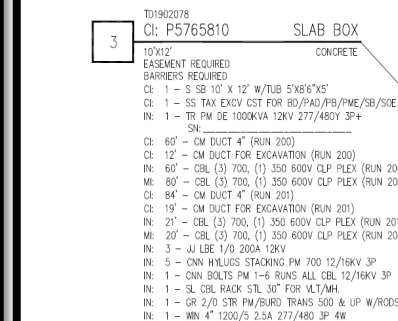 TD1902078
3
CI: P5765810 SLAB BOX
10'X12' CONCRETE
EASEMENT REQUIRED
BARRIERS REQUIRED
CI: 1 - S SB 10' X 12' W/TUB 5'X8'6"X5'
CI: 1 - SS TAX EXCV CST FOR BD/PAD/PB/PME/SB/SOE
IN: 1 - TR PM DE 1000KVA 12KV 277/480Y 3P+
SN:
CI: 60' - CM DUCT 4" (RUN 200)
CI: 12' - CM DUCT FOR EXCAVATION (RUN 200)
IN: 60' - CBL (3) 700, (1) 350 600V CLP PLEX (RUN 20
MI: 80' - CBL (3) 700, (1) 350 600V CLP PLEX (RUN 20
CI: 84' - CM DUCT 4" (RUN 201)
CI: 19' - CM DUCT FOR EXCAVATION (RUN 201)
IN: 21' - CBL (3) 700, (1) 350 600V CLP PLEX (RUN 20
MI: 20' - CBL (3) 700, (1) 350 600V CLP PLEX (RUN 20
IN: 3 - JJ LBE 1/0 200A 12KV
IN: 5 - CNN HYLUGS STACKING PM 700 12/16KV 3P
IN: 1 - CNN BOLTS PM 1-6 RUNS ALL CBL 12/16KV 3P
IN: 1 - SL CBL RACK STL 30" FOR VLT/MH.
IN: 1 - GR 2/0 STR PM/BURD TRANS 500 & UP W/RODS
IN: 1 - WIN 4" 1200/5 2.5A 277/480 3P 4W